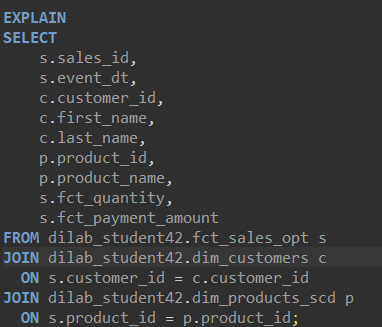 EXPLAIN
SELECT
    s.sales_id,
    s.event_dt,
    c.customer_id,
    c.first_name,
    c.last_name,
    p.product_id,
    p.product_name,
    s.fct_quantity,
    s.fct_payment_amount
FROM dilab_student42.fct_sales_opt s
JOIN dilab_student42.dim_customers c
  ON s.customer_id = c.customer_id
JOIN dilab_student42.dim_products_scd p
  ON s.product_id = p.product_id;